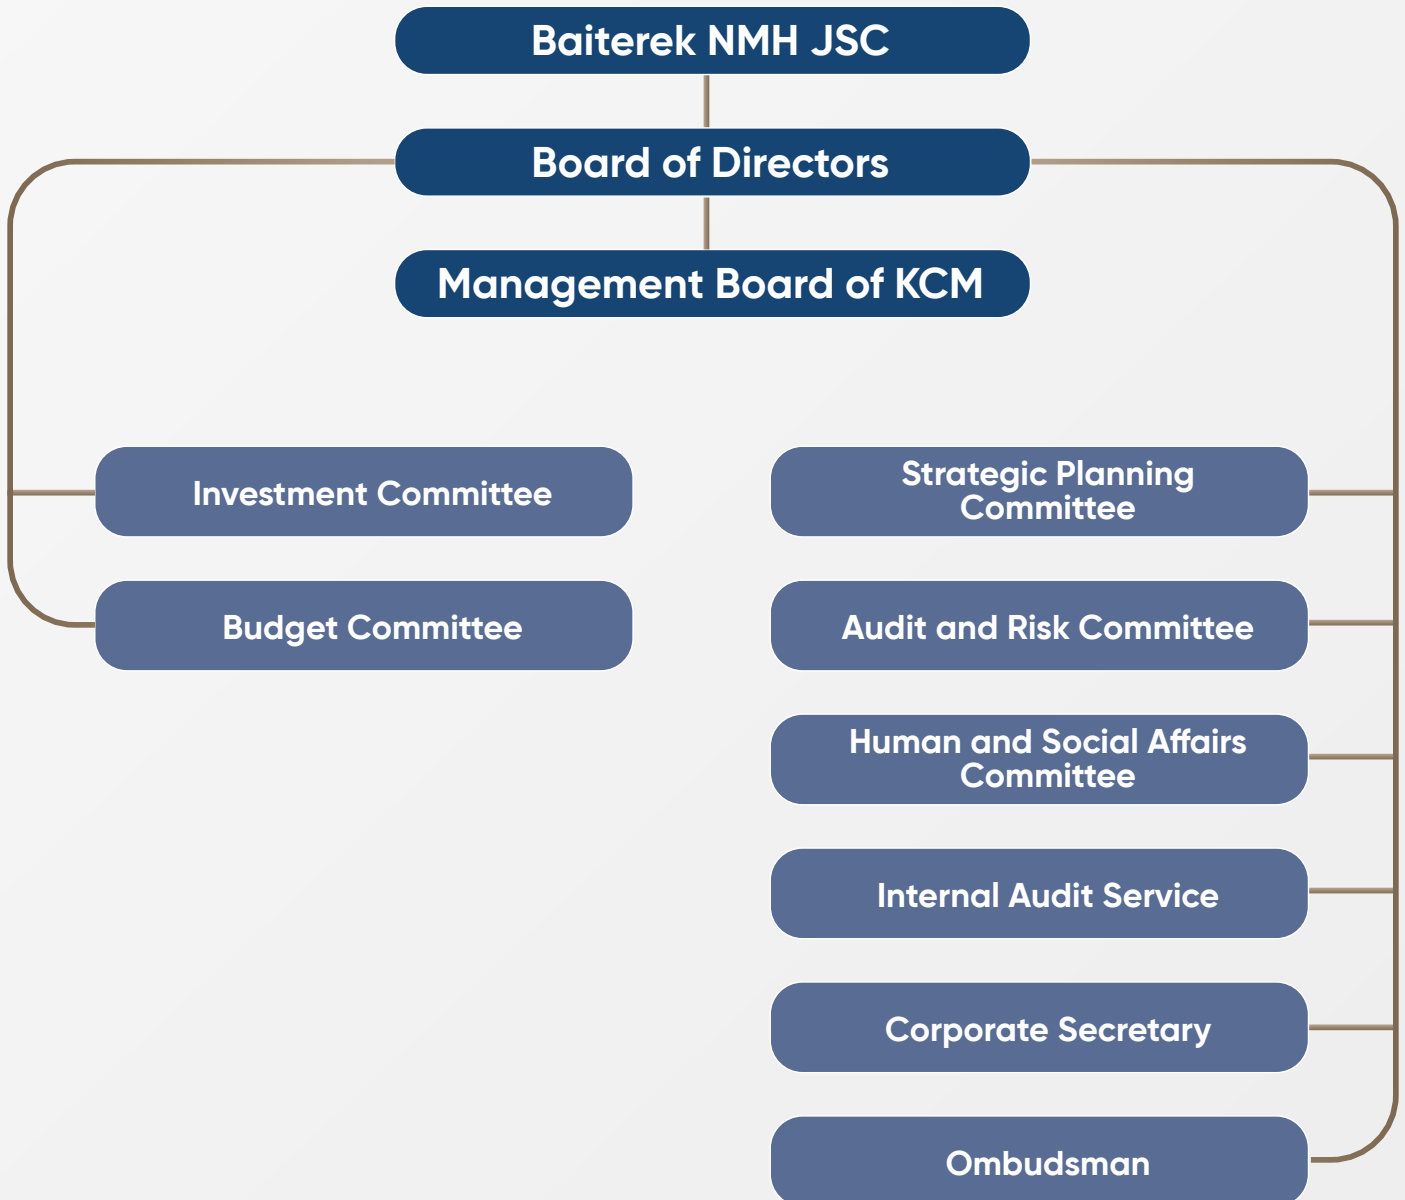 Baiterek NMH JSC
Board of Directors
Management Board of KCM
Investment Committee
Budget Committee
Strategic Planning
Committee
Audit and Risk Committee
Human and Social Affairs
Committee
Internal Audit Service
Corporate Secretary
Ombudsman